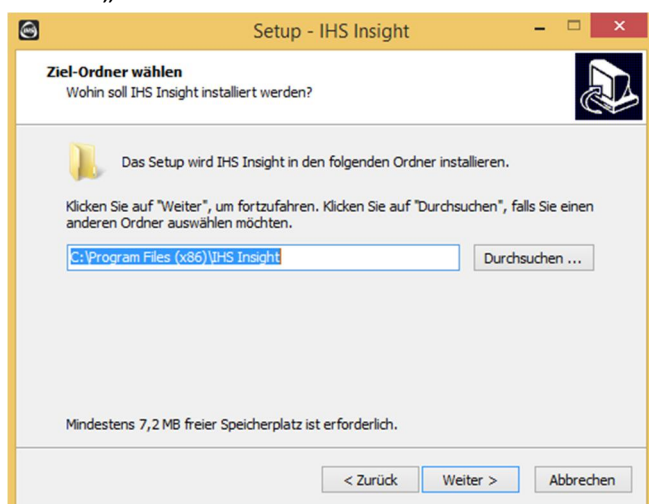 „
Setup - IHS Insight
Ziel-Ordner wählen
Wohin soll IHS Insight installiert werden?
Das Setup wird IHS Insight in den folgenden Ordner installieren.
Klicken Sie auf "Weiter", um fortzufahren. Klicken Sie auf "Durchsuchen", falls Sie einen
anderen Ordner auswählen möchten.
C:\Program Files (x86)\IHS Insight
Durchsuchen ...
Mindestens 7,2 MB freier Speicherplatz ist erforderlich.
< Zurück
Weiter >
Abbrechen